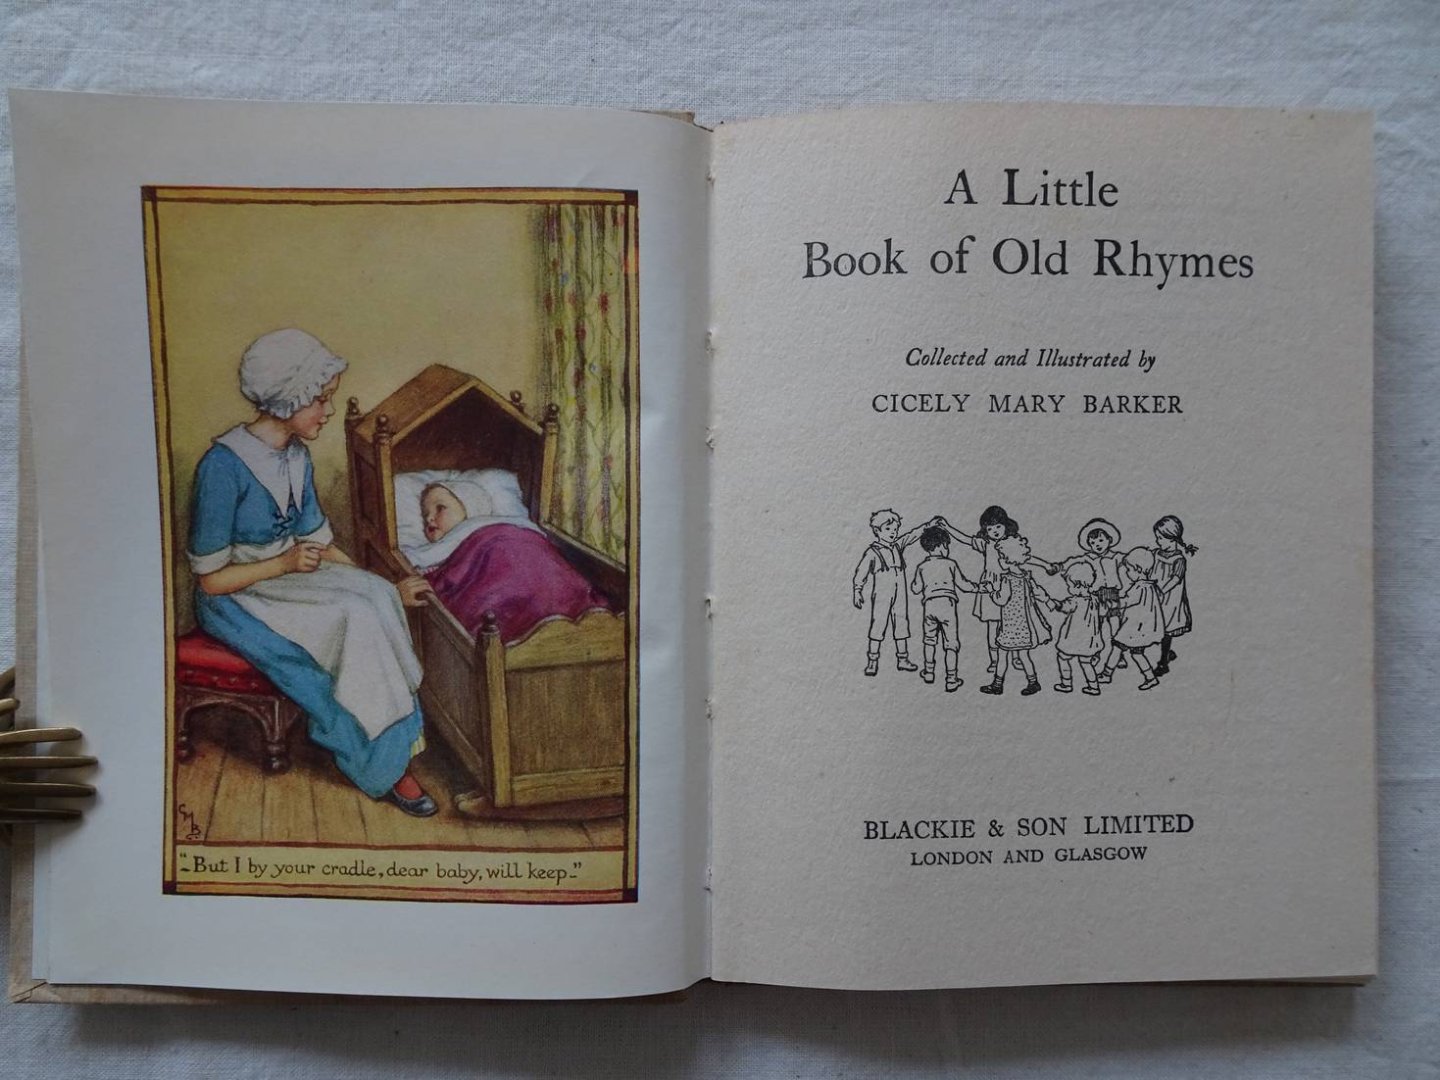 CMB
"-But I by your cradle, dear baby, will keep-"
A Little
Book of Old Rhymes
Collected and Illustrated by
CICELY MARY BARKER
BLACKIE & SON LIMITED
LONDON AND GLASGOW